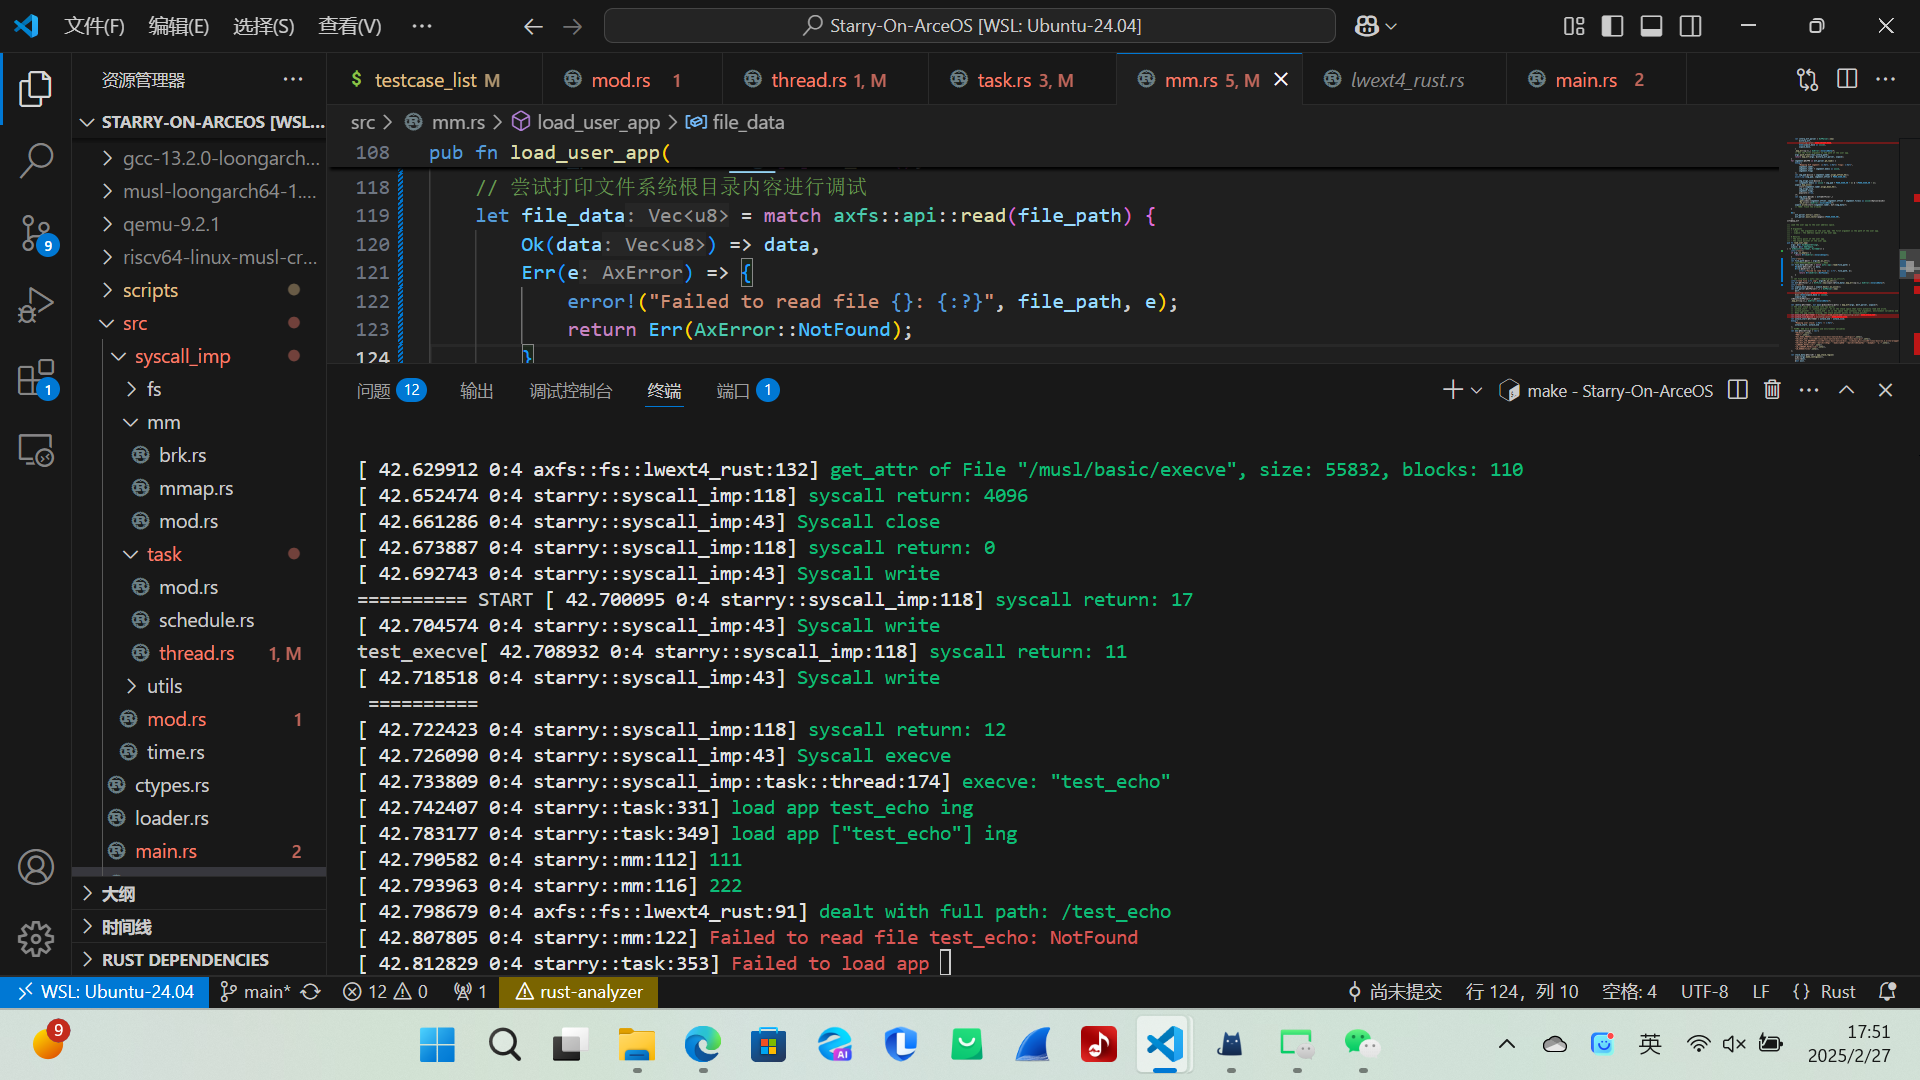 文件(F) 编辑(E) 选择(S) 查看(V) ··· Starry-On-ArceOS [WSL: Ubuntu-24.04]
资源管理器 ···
testcase_list M mod.rs 1 thread.rs 1, M task.rs 3, M mm.rs 5, M lwext4_rust.rs main.rs 2
STARRY-ON-ARCEOS [WSL...
gcc-13.2.0-loongarch...
musl-loongarch64-1....
qemu-9.2.1
riscv64-linux-musl-cr...
scripts
src
syscall_imp
fs
mm
brk.rs
mmap.rs
mod.rs
task
mod.rs
schedule.rs
thread.rs 1, M
utils
mod.rs 1
time.rs
ctypes.rs
loader.rs
main.rs 2
大纲
时间线
RUST DEPENDENCIES
9
1
src > mm.rs > load_user_app > file_data
108 pub fn load_user_app(
118 // 尝试打印文件系统根目录内容进行调试
119 let file_data: Vec<u8> = match axfs::api::read(file_path) {
120 Ok(data: Vec<u8>) => data,
121 Err(e: AxError) => {
122 error!("Failed to read file {}: {:?}", file_path, e);
123 return Err(AxError::NotFound);
124 }
问题 12 输出 调试控制台 终端 端口 1 make - Starry-On-ArceOS
[ 42.629912 0:4 axfs::fs::lwext4_rust:132] get_attr of File "/musl/basic/execve", size: 55832, blocks: 110
[ 42.652474 0:4 starry::syscall_imp:118] syscall return: 4096
[ 42.661286 0:4 starry::syscall_imp:43] Syscall close
[ 42.673887 0:4 starry::syscall_imp:118] syscall return: 0
[ 42.692743 0:4 starry::syscall_imp:43] Syscall write
========== START [ 42.700095 0:4 starry::syscall_imp:118] syscall return: 17
[ 42.704574 0:4 starry::syscall_imp:43] Syscall write
test_execve[ 42.708932 0:4 starry::syscall_imp:118] syscall return: 11
[ 42.718518 0:4 starry::syscall_imp:43] Syscall write
==========
[ 42.722423 0:4 starry::syscall_imp:118] syscall return: 12
[ 42.726090 0:4 starry::syscall_imp:43] Syscall execve
[ 42.733809 0:4 starry::syscall_imp::task::thread:174] execve: "test_echo"
[ 42.742407 0:4 starry::task:331] load app test_echo ing
[ 42.783177 0:4 starry::task:349] load app ["test_echo"] ing
[ 42.790582 0:4 starry::mm:112] 111
[ 42.793963 0:4 starry::mm:116] 222
[ 42.798679 0:4 axfs::fs::lwext4_rust:91] dealt with full path: /test_echo
[ 42.807805 0:4 starry::mm:122] Failed to read file test_echo: NotFound
[ 42.812829 0:4 starry::task:353] Failed to load app
WSL: Ubuntu-24.04 main* 12 0 1 rust-analyzer 尚未提交 行 124，列 10 空格: 4 UTF-8 LF {} Rust
9 AI 英 17:51
2025/2/27